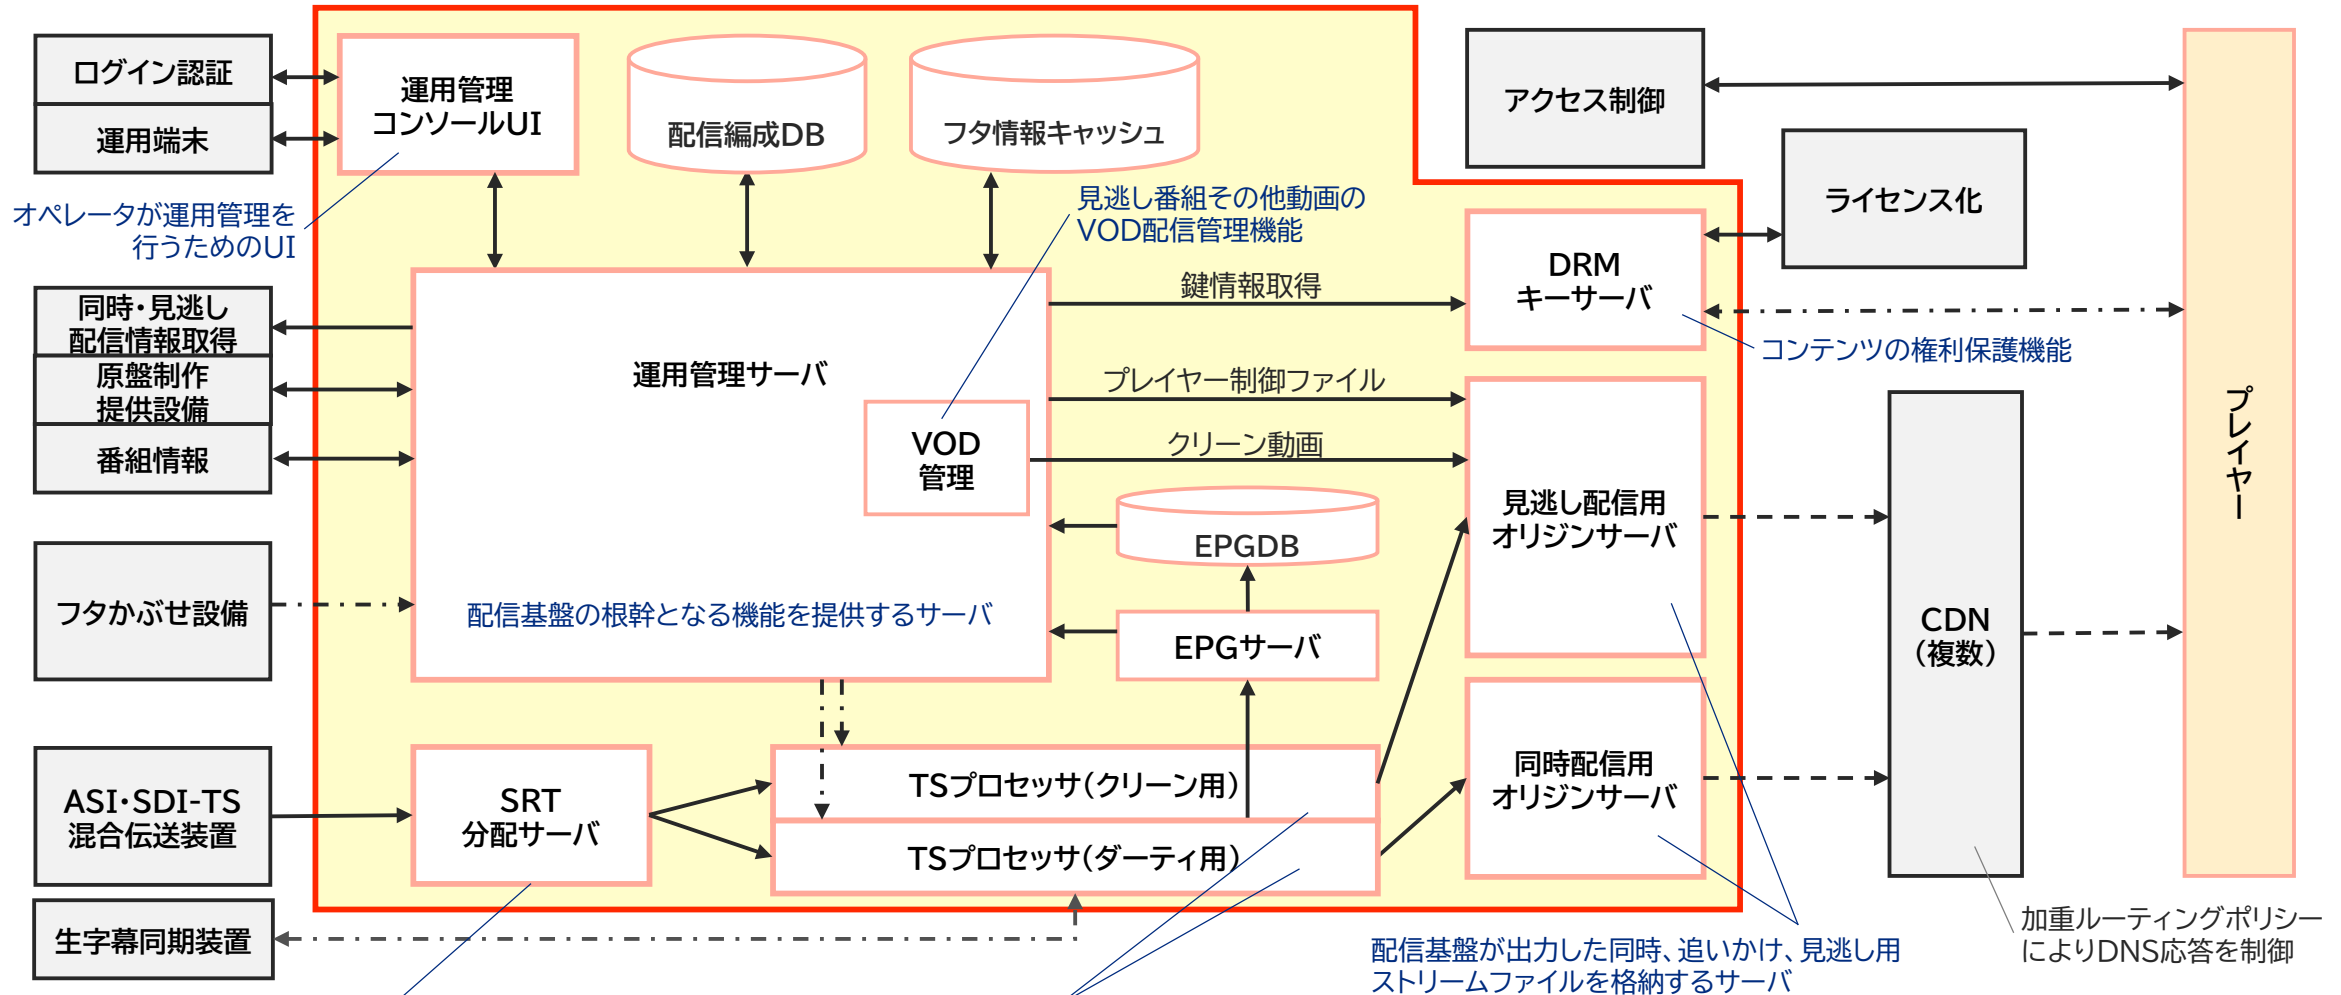 ログイン認証
運用端末
運用管理
コンソールUI
配信編成DB
フタ情報キャッシュ
アクセス制御
ライセンス化
オペレータが運用管理を
行うためのUI
見逃し番組その他動画の
VOD配信管理機能
同時・見逃し
配信情報取得
原盤制作
提供設備
番組情報
運用管理サーバ
鍵情報取得
DRM
キーサーバ
コンテンツの権利保護機能
プレイヤー制御ファイル
VOD
管理
クリーン動画
見逃し配信用
オリジンサーバ
EPGDB
プレイヤー
フタかぶせ設備
配信基盤の根幹となる機能を提供するサーバ
EPGサーバ
CDN
（複数）
ASI・SDI-TS
混合伝送装置
SRT
分配サーバ
TSプロセッサ（クリーン用）
TSプロセッサ（ダーティ用）
同時配信用
オリジンサーバ
生字幕同期装置
配信基盤が出力した同時、追いかけ、見逃し用
ストリームファイルを格納するサーバ
加重ルーティングポリシー
によりDNS応答を制御